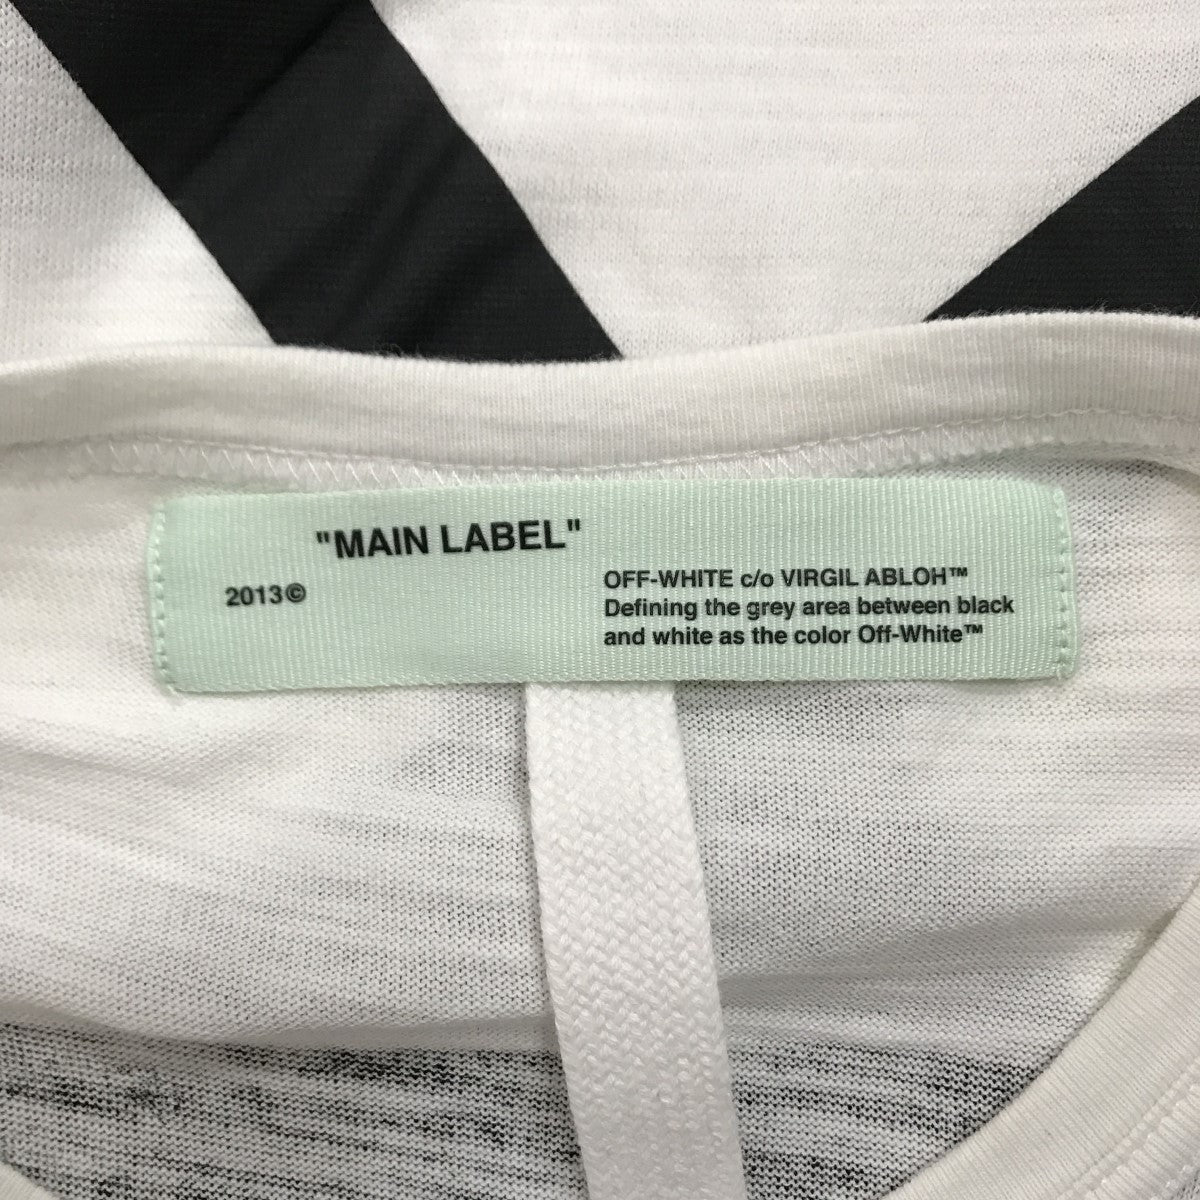 "MAIN LABEL"
2013©
OFF-WHITE c/o VIRGIL ABLOH™
Defining the grey area between black
and white as the color Off-White™